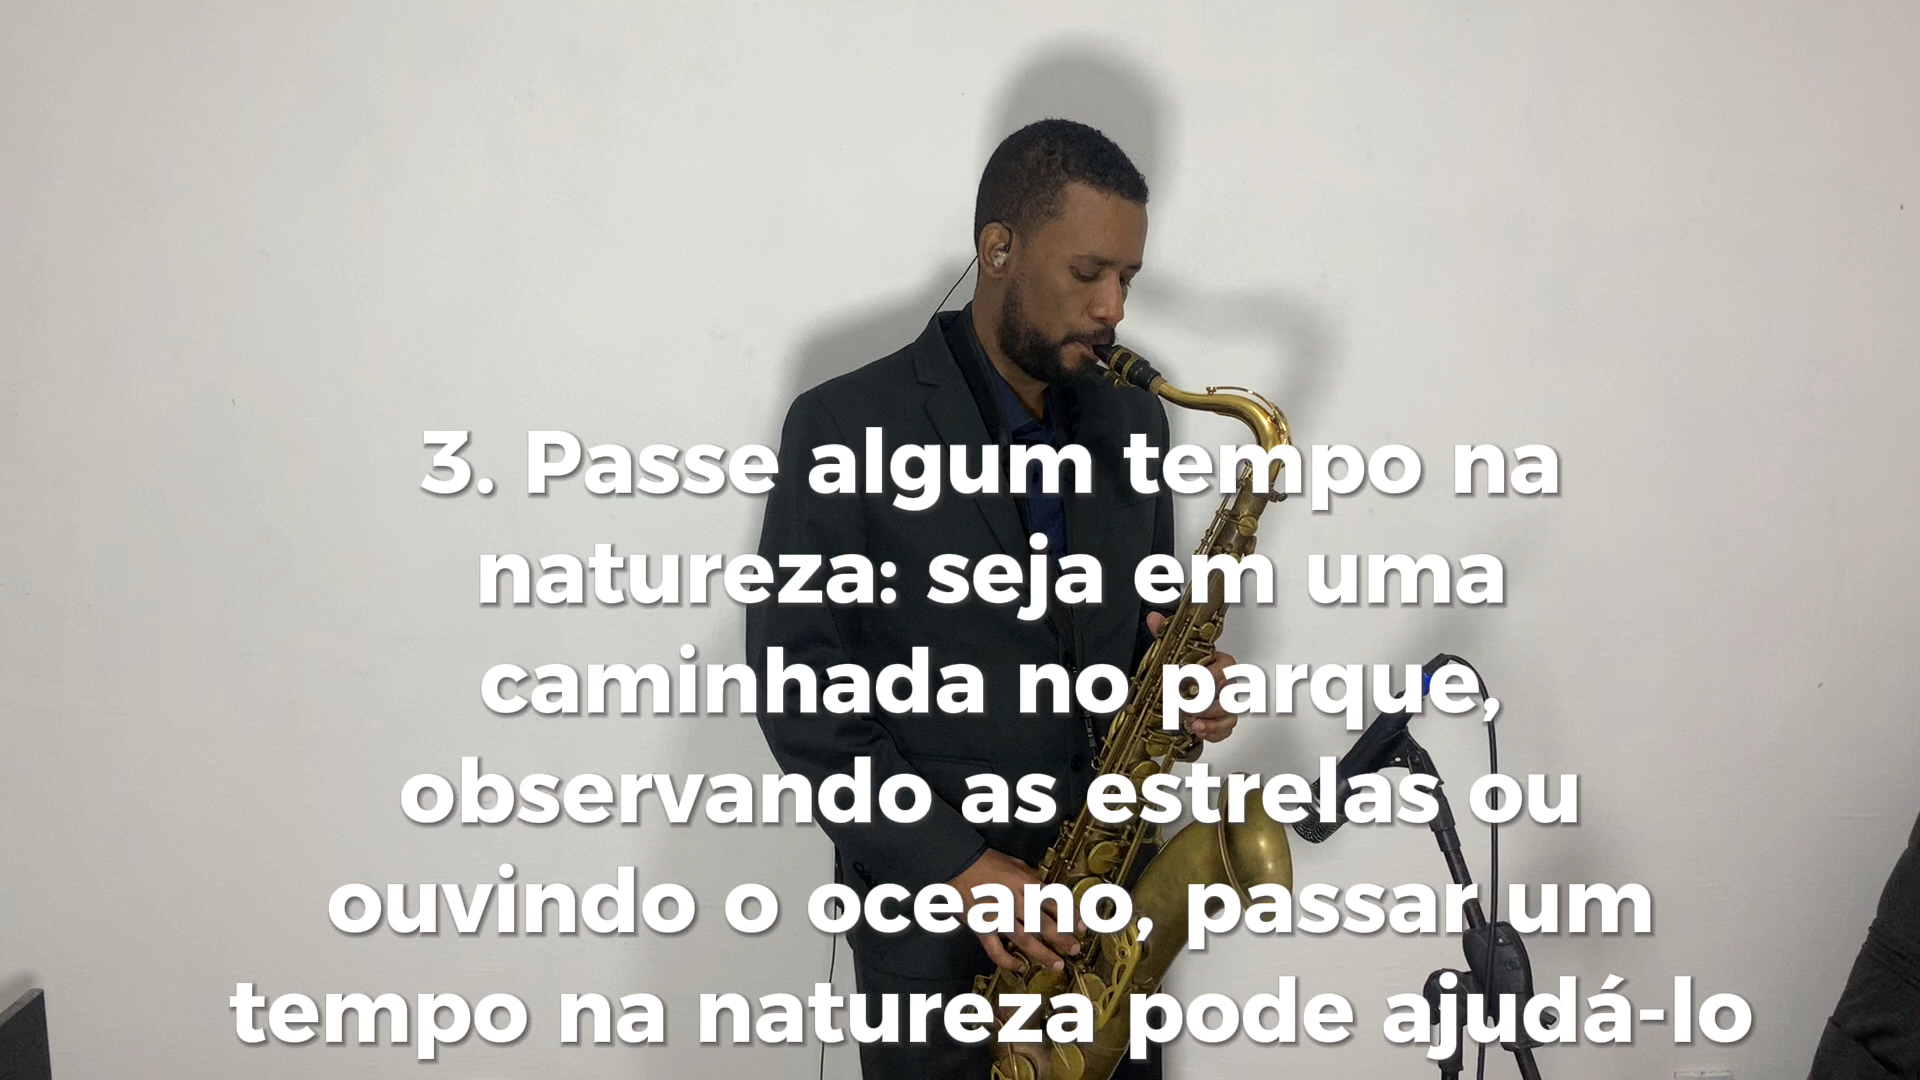 3. Passe algum tempo na
natureza: seja em uma
caminhada no parque,
observando as estrelas ou
ouvindo o oceano, passar um
tempo na natureza pode ajudá-lo